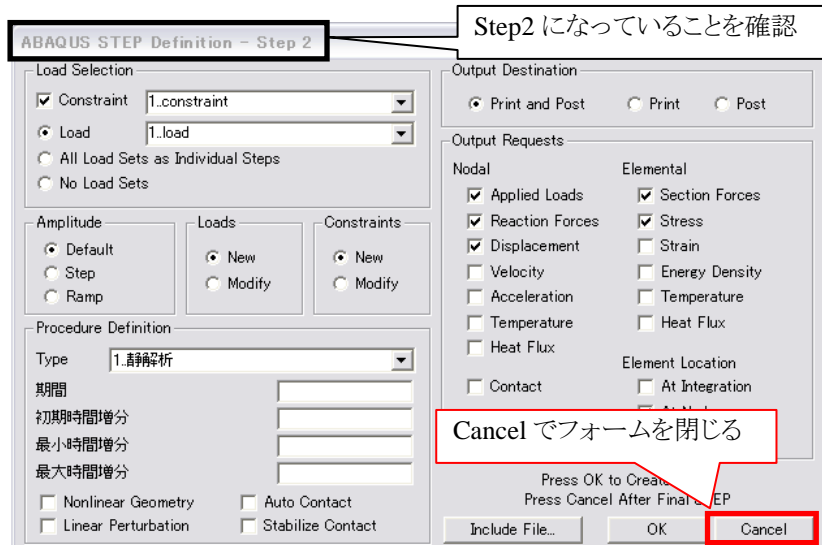 Step2 になっていることを確認
ABAQUS STEP Definition - Step 2
Load Selection
Constraint 1..constraint
Load 1..load
All Load Sets as Individual Steps
No Load Sets
Amplitude
Default
Step
Ramp
Loads
New
Modify
Constraints
New
Modify
Procedure Definition
Type 1..静解析
期間
初期時間増分
最小時間増分
最大時間増分
Nonlinear Geometry
Auto Contact
Linear Perturbation
Stabilize Contact
Output Destination
Print and Post
Print
Post
Output Requests
Nodal
Applied Loads
Reaction Forces
Displacement
Velocity
Acceleration
Temperature
Heat Flux
Contact
Elemental
Section Forces
Stress
Strain
Energy Density
Temperature
Heat Flux
Element Location
At Integration
Cancel でフォームを閉じる
Press OK to
Press Cancel After Final
Include File...
OK
Cancel